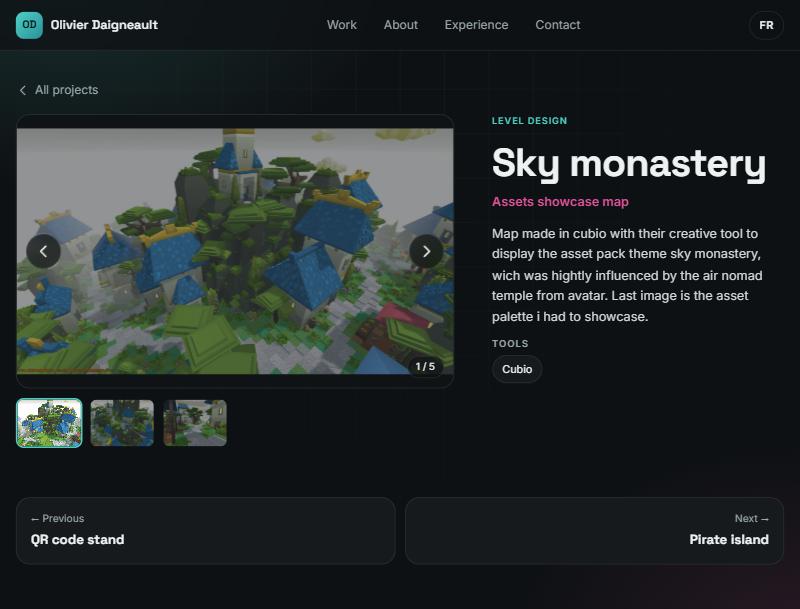 OD Olivier Daigneault
Work About Experience Contact
FR
All projects
1 / 5
LEVEL DESIGN
Sky monastery
Assets showcase map
Map made in cubio with their creative tool to
display the asset pack theme sky monastery,
wich was hightly influenced by the air nomad
temple from avatar. Last image is the asset
palette i had to showcase.
TOOLS
Cubio
← Previous
QR code stand
Next →
Pirate island